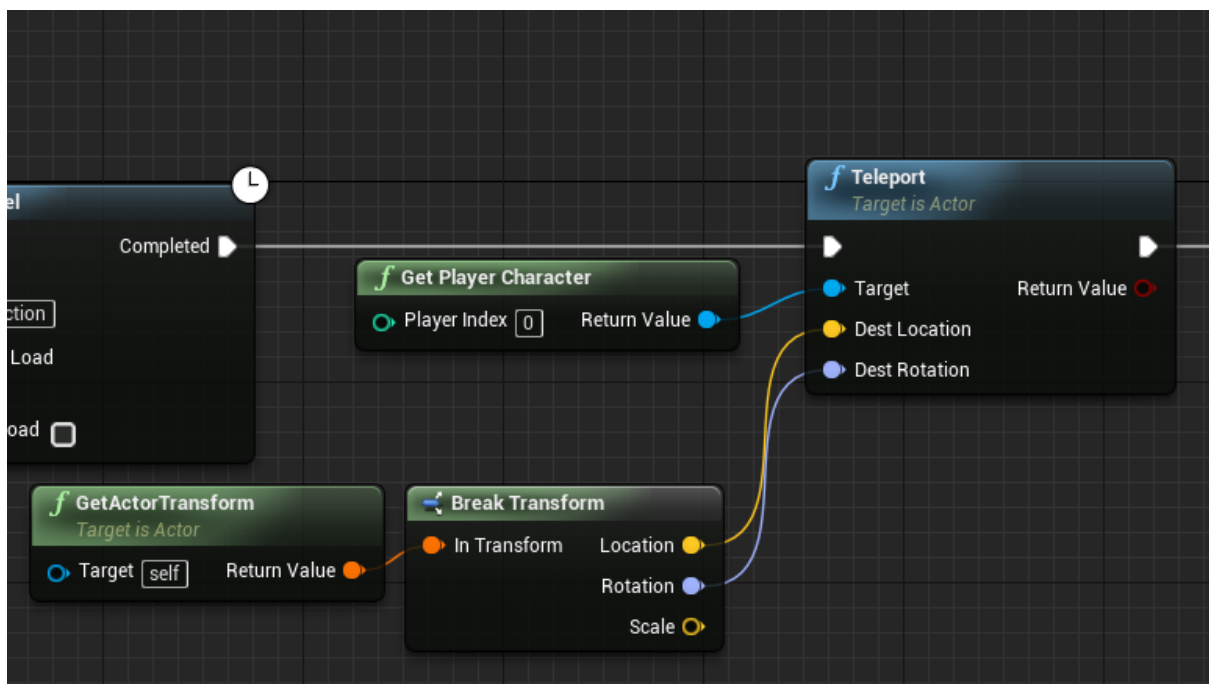 el
Completed
ction
Load
oad
f Get Player Character
Player Index 0 Return Value
f Teleport
Target is Actor
Target Return Value
Dest Location
Dest Rotation
f GetActorTransform
Target is Actor
Target self Return Value
Break Transform
In Transform Location
Rotation
Scale